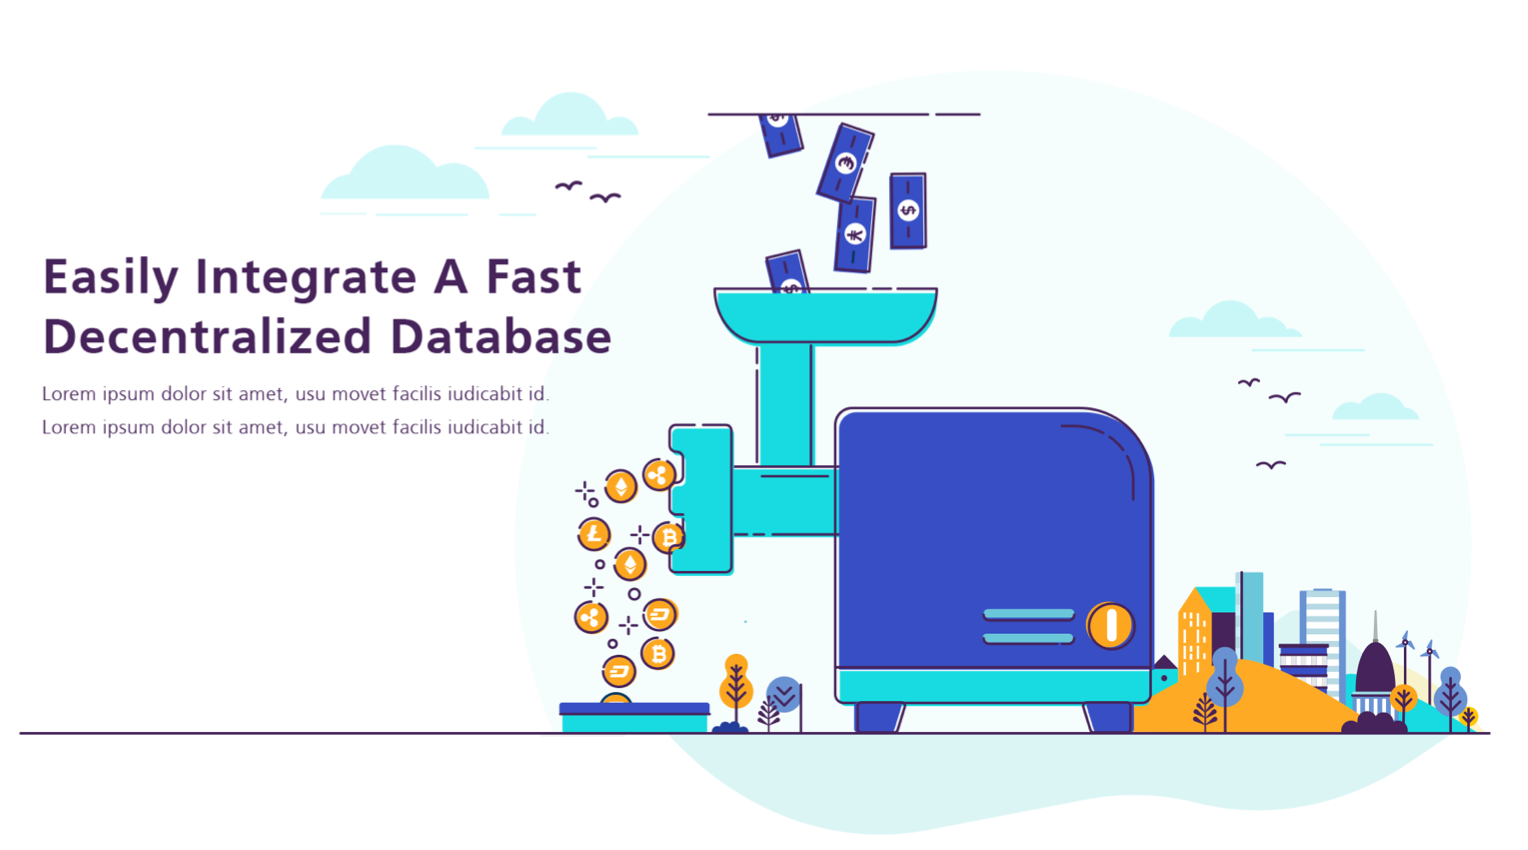 Easily Integrate A Fast
Decentralized Database
Lorem ipsum dolor sit amet, usu movet facilis iudicabit id.
Lorem ipsum dolor sit amet, usu movet facilis iudicabit id.